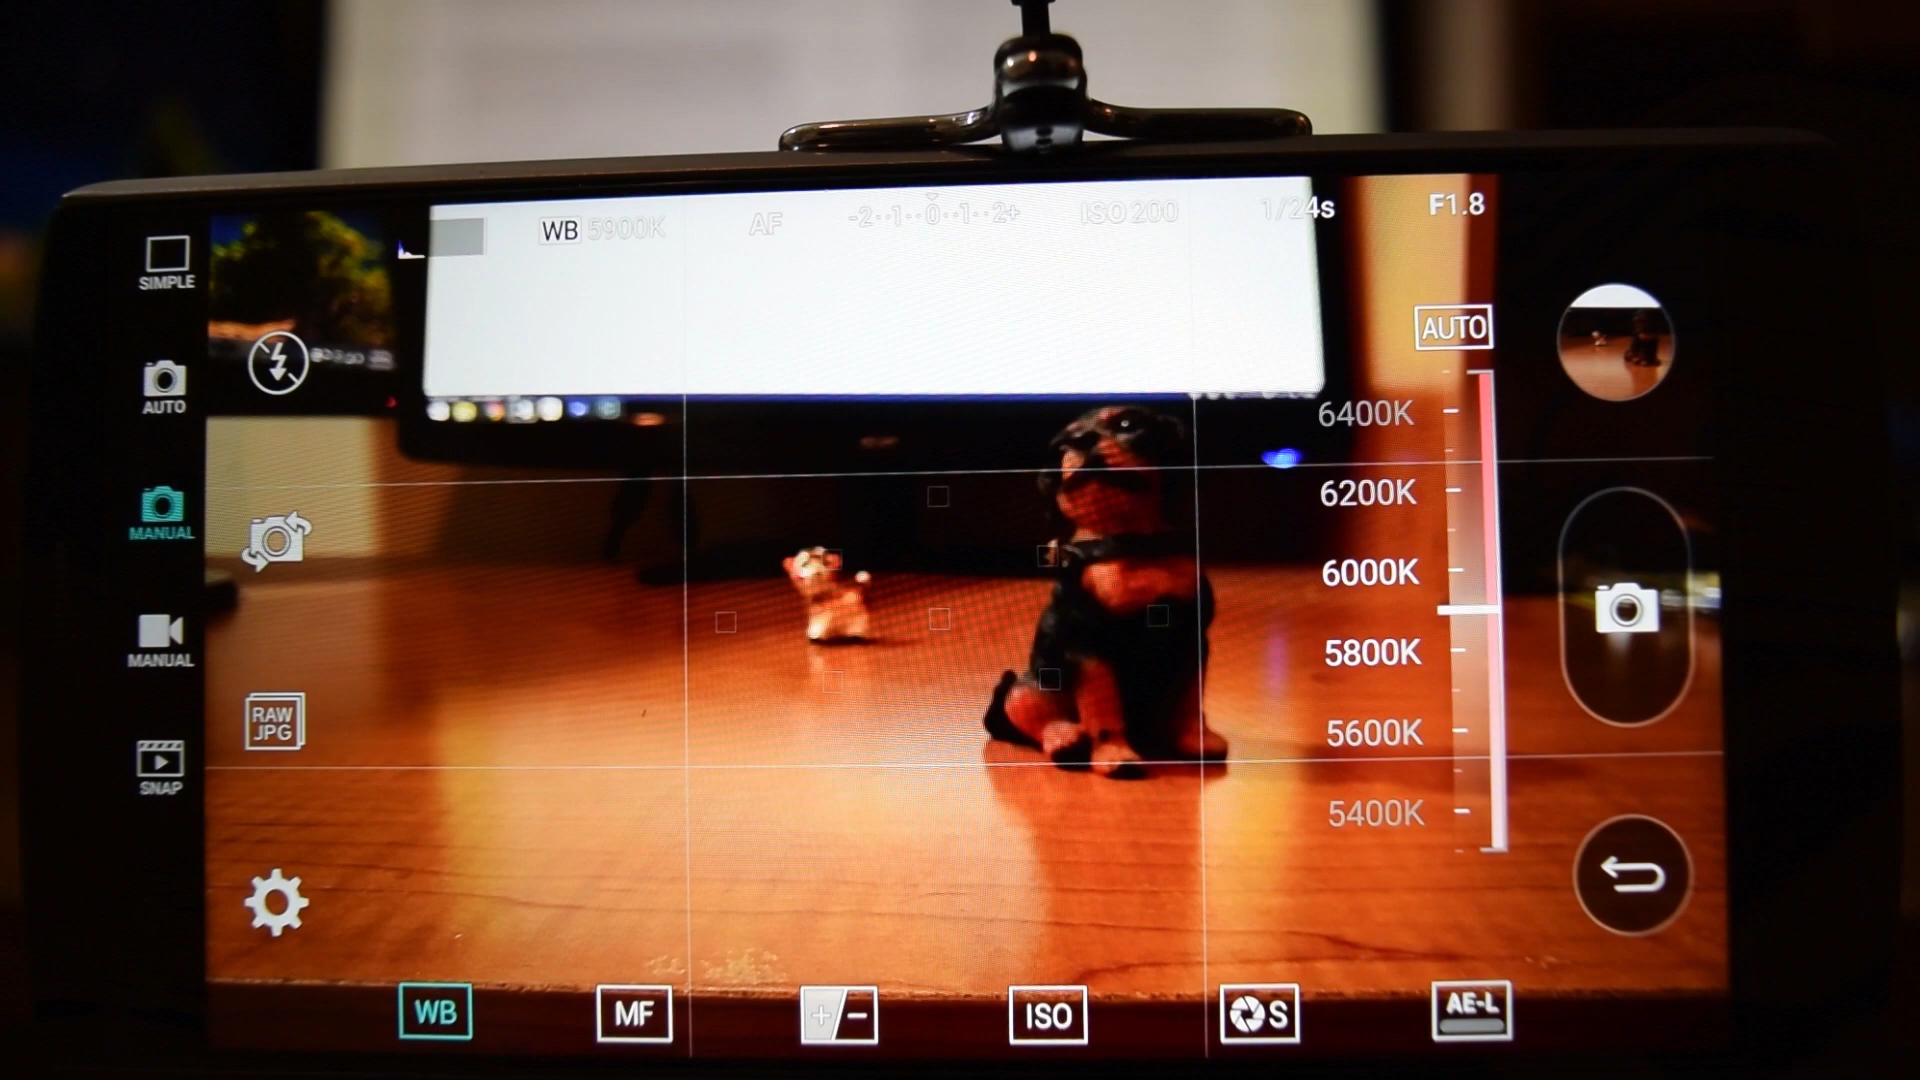 WB 5900K AF -2··1··0··1··2+ ISO 200 1/24s F1.8
SIMPLE
AUTO
AUTO
6400K
6200K
MANUAL
6000K
MANUAL
5800K
RAW
JPG
5600K
SNAP
5400K
WB MF +/- ISO S AE-L